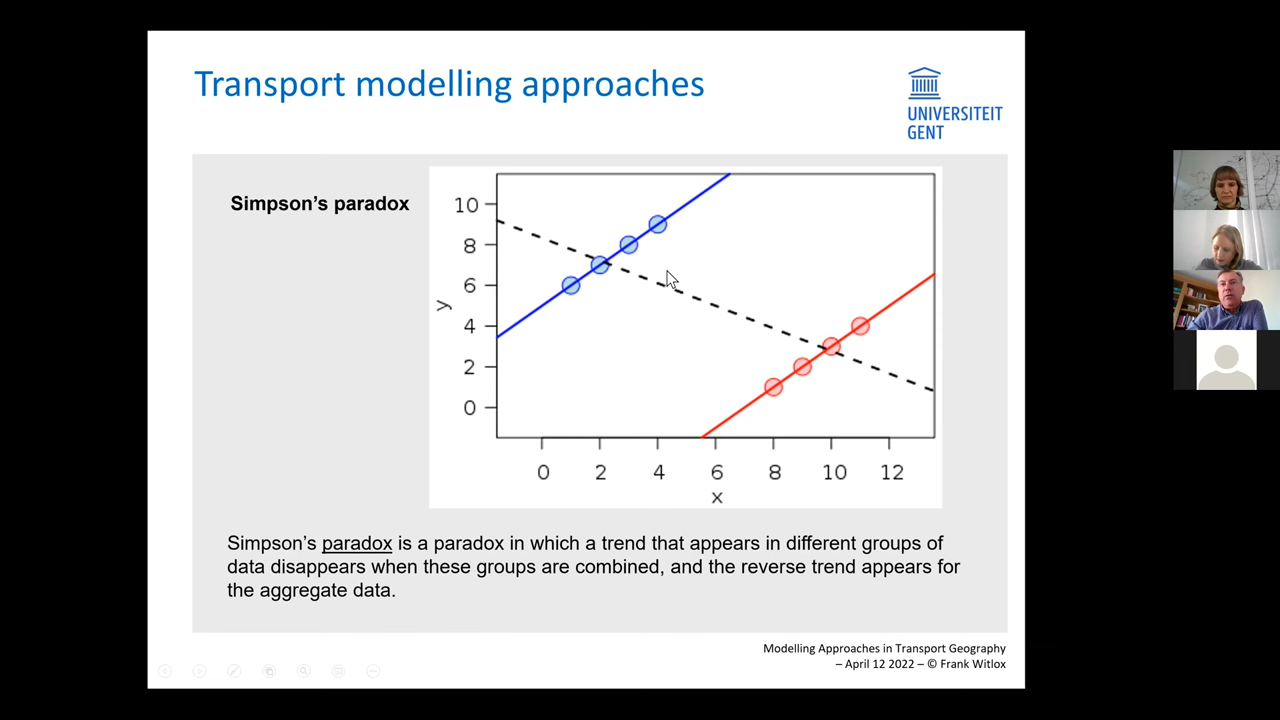 Transport modelling approaches
UNIVERSITEIT
GENT
Simpson's paradox
10
8
6
4
2
0
y
0 2 4 6 8 10 12
x
Simpson's paradox is a paradox in which a trend that appears in different groups of
data disappears when these groups are combined, and the reverse trend appears for
the aggregate data.
Modelling Approaches in Transport Geography
– April 12 2022 – © Frank Witlox